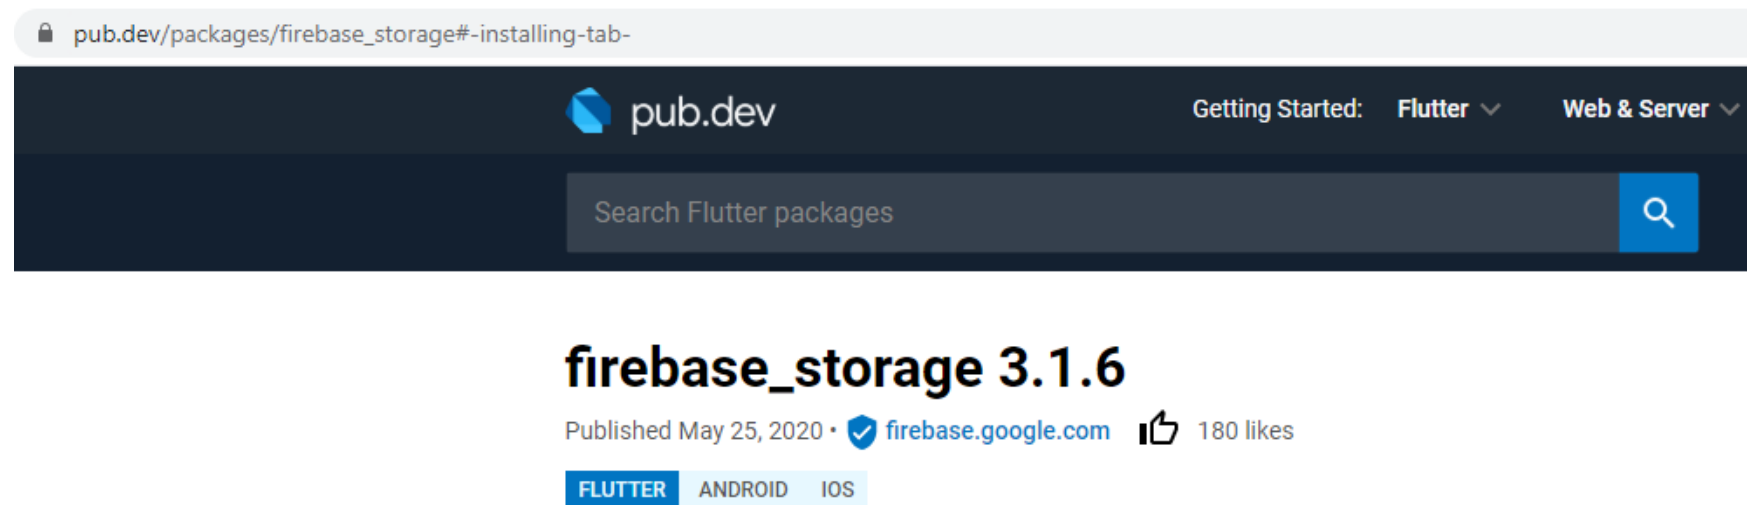 pub.dev/packages/firebase_storage#-installing-tab-
pub.dev Getting Started: Flutter Web & Server
Search Flutter packages
firebase_storage 3.1.6
Published May 25, 2020 • firebase.google.com 180 likes
FLUTTER ANDROID IOS